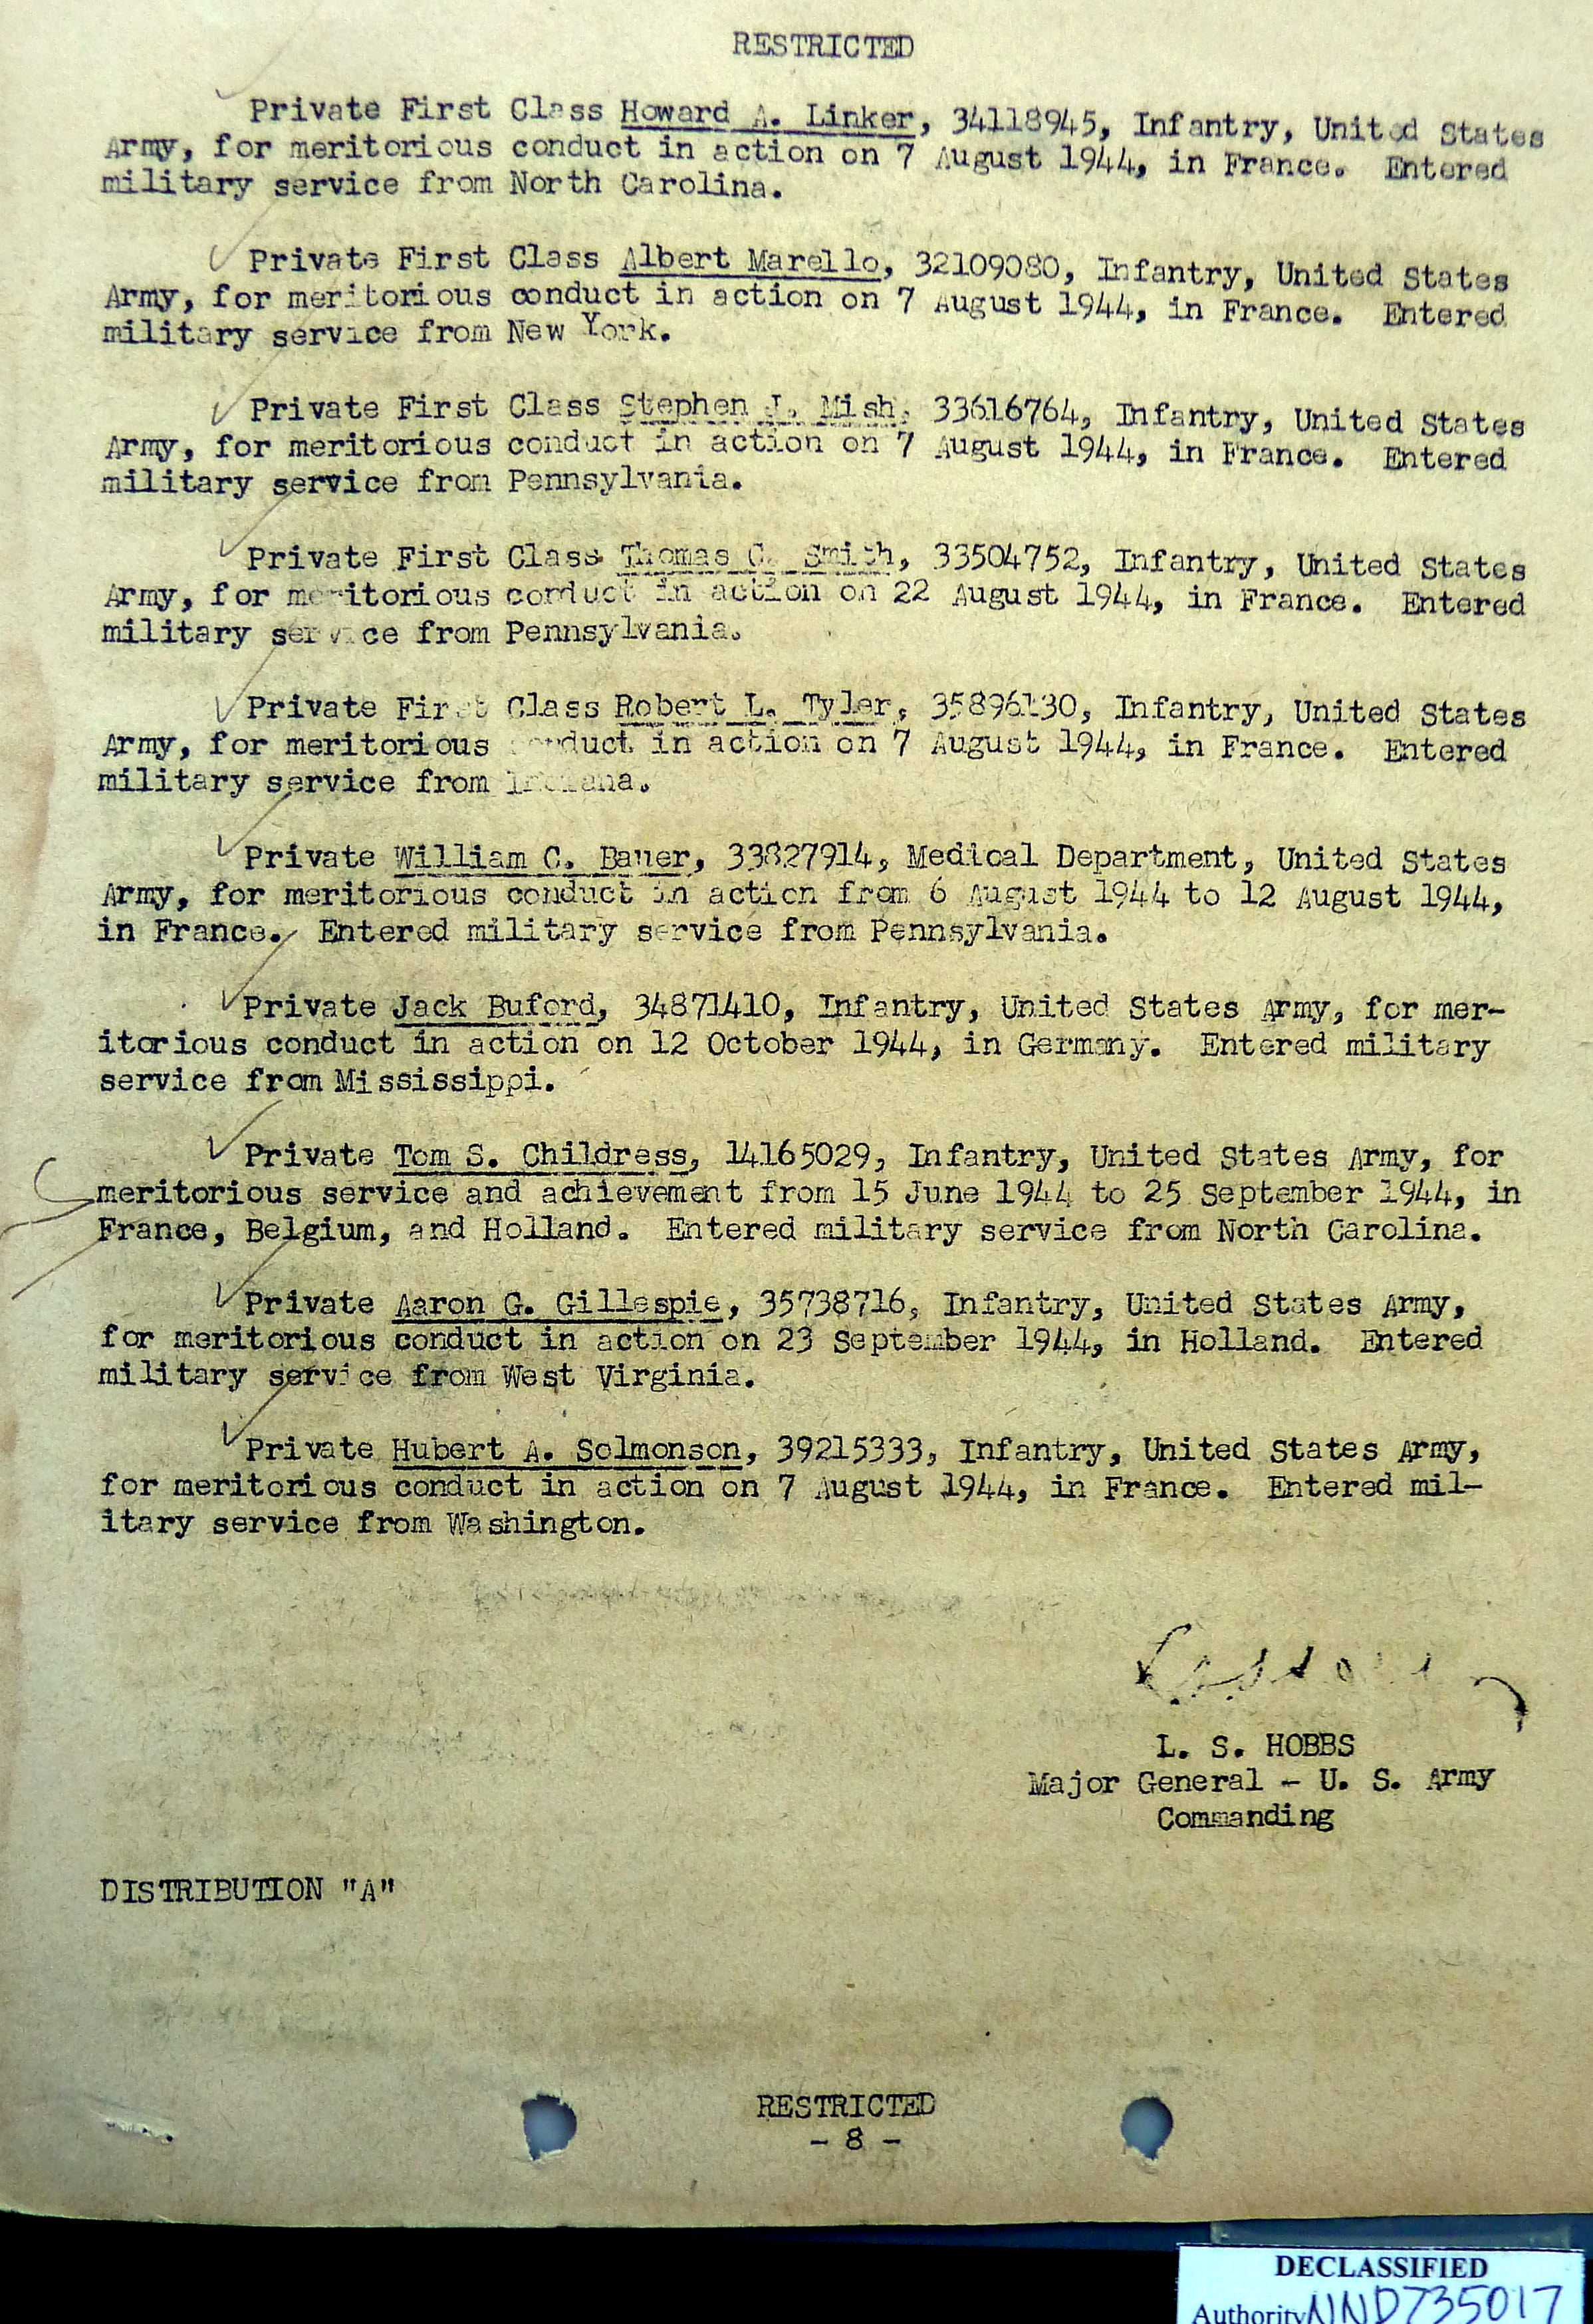 RESTRICTED
Private First Class Howard A. Linker, 34118945, Infantry, United States
Army, for meritorious conduct in action on 7 August 1944, in France. Entered
military service from North Carolina.
Private First Class Albert Marello, 32109080, Infantry, United States
Army, for meritorious conduct in action on 7 August 1944, in France. Entered
military service from New York.
Private First Class Stephen J. Mish, 33616764, Infantry, United States
Army, for meritorious conduct in action on 7 August 1944, in France. Entered
military service from Pennsylvania.
Private First Class Thomas C. Smith, 33504752, Infantry, United States
Army, for meritorious conduct in action on 22 August 1944, in France. Entered
military service from Pennsylvania.
Private First Class Robert L. Tyler, 35896130, Infantry, United States
Army, for meritorious conduct in action on 7 August 1944, in France. Entered
military service from Indiana.
Private William C. Bauer, 33827914, Medical Department, United States
Army, for meritorious conduct in action from 6 August 1944 to 12 August 1944,
in France. Entered military service from Pennsylvania.
Private Jack Buford, 34871410, Infantry, United States Army, for mer-
itorious conduct in action on 12 October 1944, in Germany. Entered military
service from Mississippi.
Private Tom S. Childress, 14165029, Infantry, United States Army, for
meritorious service and achievement from 15 June 1944 to 25 September 1944, in
France, Belgium, and Holland. Entered military service from North Carolina.
Private Aaron G. Gillespie, 35738716, Infantry, United States Army,
for meritorious conduct in action on 23 September 1944, in Holland. Entered
military service from West Virginia.
Private Hubert A. Solmonson, 39215333, Infantry, United States Army,
for meritorious conduct in action on 7 August 1944, in France. Entered mil-
itary service from Washington.
L. S. HOBBS
Major General - U. S. Army
Commanding
DISTRIBUTION "A"
RESTRICTED
- 8 -
DECLASSIFIED
Authority NND735017